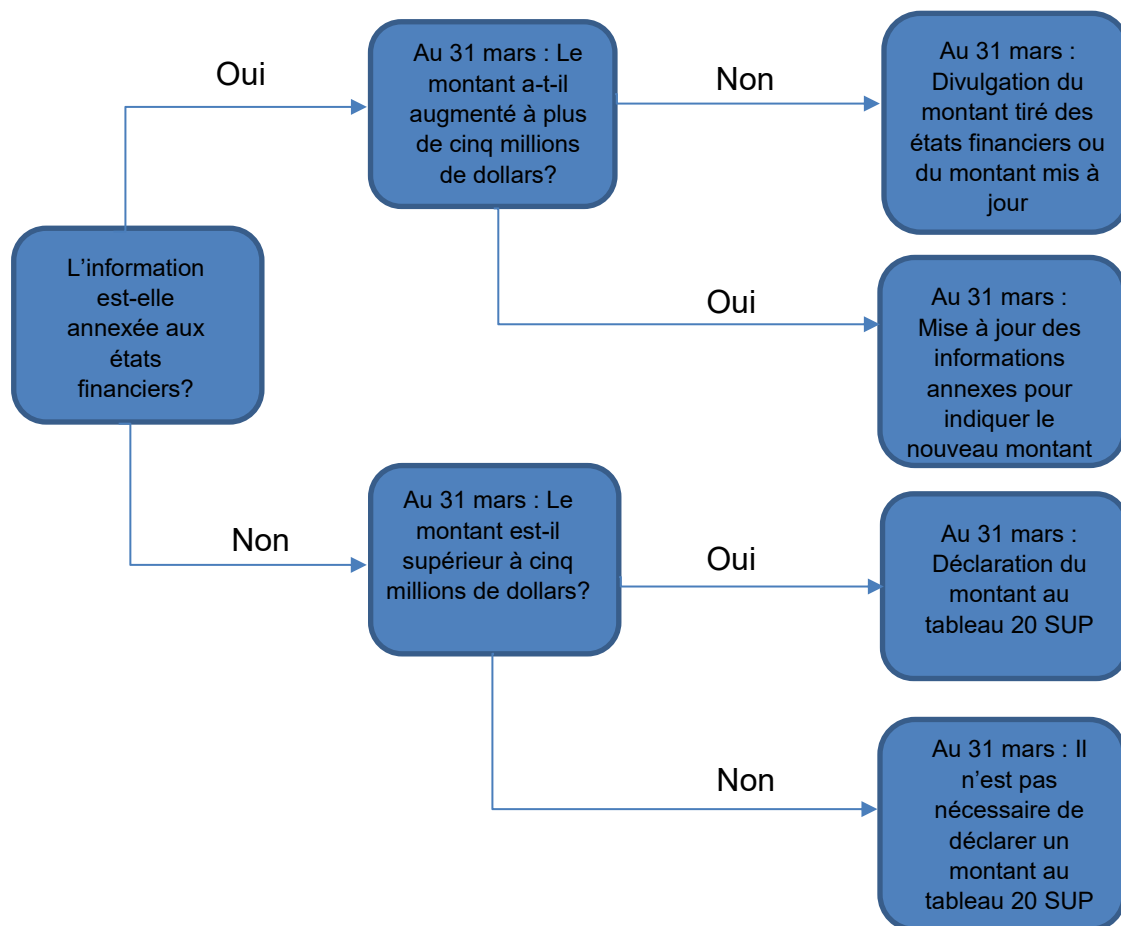 L'information
est-elle
annexée aux
états
financiers?
Oui
Au 31 mars : Le
montant a-t-il
augmenté à plus
de cinq millions
de dollars?
Non
Au 31 mars :
Divulgation du
montant tiré des
états financiers ou
du montant mis à
jour
Oui
Au 31 mars :
Mise à jour des
informations
annexes pour
indiquer le
nouveau montant
Non
Au 31 mars : Le
montant est-il
supérieur à cinq
millions de dollars?
Oui
Au 31 mars :
Déclaration du
montant au
tableau 20 SUP
Non
Au 31 mars : Il
n'est pas
nécessaire de
déclarer un
montant au
tableau 20 SUP